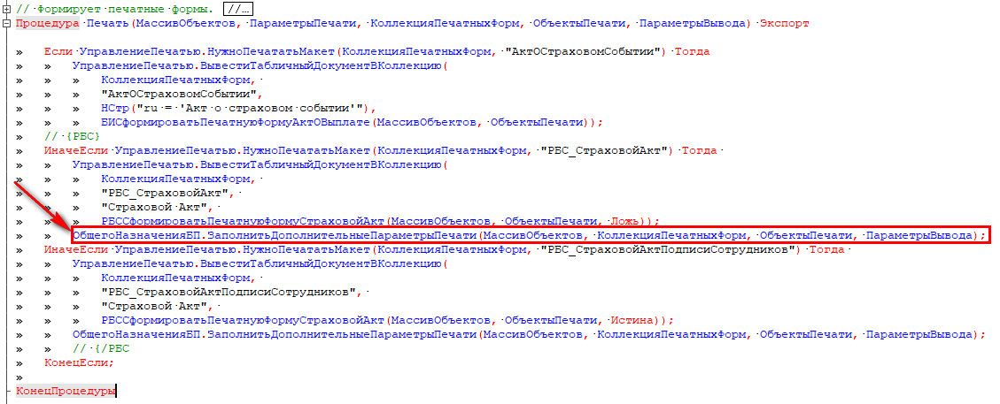 // Формирует печатные формы. //…
Процедура Печать(МассивОбъектов, ПараметрыПечати, КоллекцияПечатныхФорм, ОбъектыПечати, ПараметрыВывода) Экспорт
Если УправлениеПечатью.НужноПечататьМакет(КоллекцияПечатныхФорм, "АктОСтраховомСобытии") Тогда
УправлениеПечатью.ВывестиТабличныйДокументВКоллекцию(
КоллекцияПечатныхФорм,
"АктОСтраховомСобытии",
НСтр("ru = 'Акт о страховом событии'"),
БИСформироватьПечатнуюФормуАктОВыплате(МассивОбъектов, ОбъектыПечати));
// {РБС}
ИначеЕсли УправлениеПечатью.НужноПечататьМакет(КоллекцияПечатныхФорм, "РБС_СтраховойАкт") Тогда
УправлениеПечатью.ВывестиТабличныйДокументВКоллекцию(
КоллекцияПечатныхФорм,
"РБС_СтраховойАкт",
"Страховой Акт",
РБССформироватьПечатнуюФормуСтраховойАкт(МассивОбъектов, ОбъектыПечати, Ложь));
ОбщегоНазначенияБП.ЗаполнитьДополнительныеПараметрыПечати(МассивОбъектов, КоллекцияПечатныхФорм, ОбъектыПечати, ПараметрыВывода);
ИначеЕсли УправлениеПечатью.НужноПечататьМакет(КоллекцияПечатныхФорм, "РБС_СтраховойАктПодписиСотрудников") Тогда
УправлениеПечатью.ВывестиТабличныйДокументВКоллекцию(
КоллекцияПечатныхФорм,
"РБС_СтраховойАктПодписиСотрудников",
"Страховой Акт",
РБССформироватьПечатнуюФормуСтраховойАкт(МассивОбъектов, ОбъектыПечати, Истина));
ОбщегоНазначенияБП.ЗаполнитьДополнительныеПараметрыПечати(МассивОбъектов, КоллекцияПечатныхФорм, ОбъектыПечати, ПараметрыВывода);
// {/РБС
КонецЕсли;
КонецПроцедуры